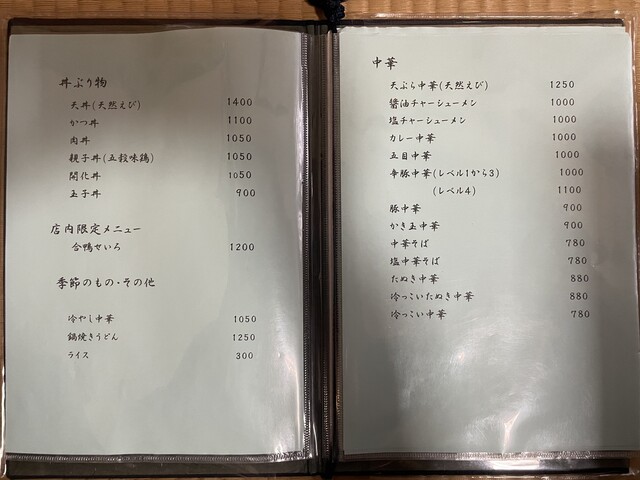 丼ぶり物
天丼(天然えび) 1400
かつ丼 1100
肉丼 1050
親子丼(五穀味鶏) 1050
開化丼 1050
玉子丼 900
店内限定メニュー
合鴨せいろ 1200
季節のもの・その他
冷やし中華 1050
鍋焼きうどん 1250
ライス 300
中華
天ぷら中華(天然えび) 1250
醤油チャーシューメン 1000
塩チャーシューメン 1000
カレー中華 1000
五目中華 1000
辛豚中華(レベル1から3) 1000
(レベル4) 1100
豚中華 900
かき玉中華 900
中華そば 780
塩中華そば 780
たぬき中華 880
冷っこいたぬき中華 880
冷っこい中華 780